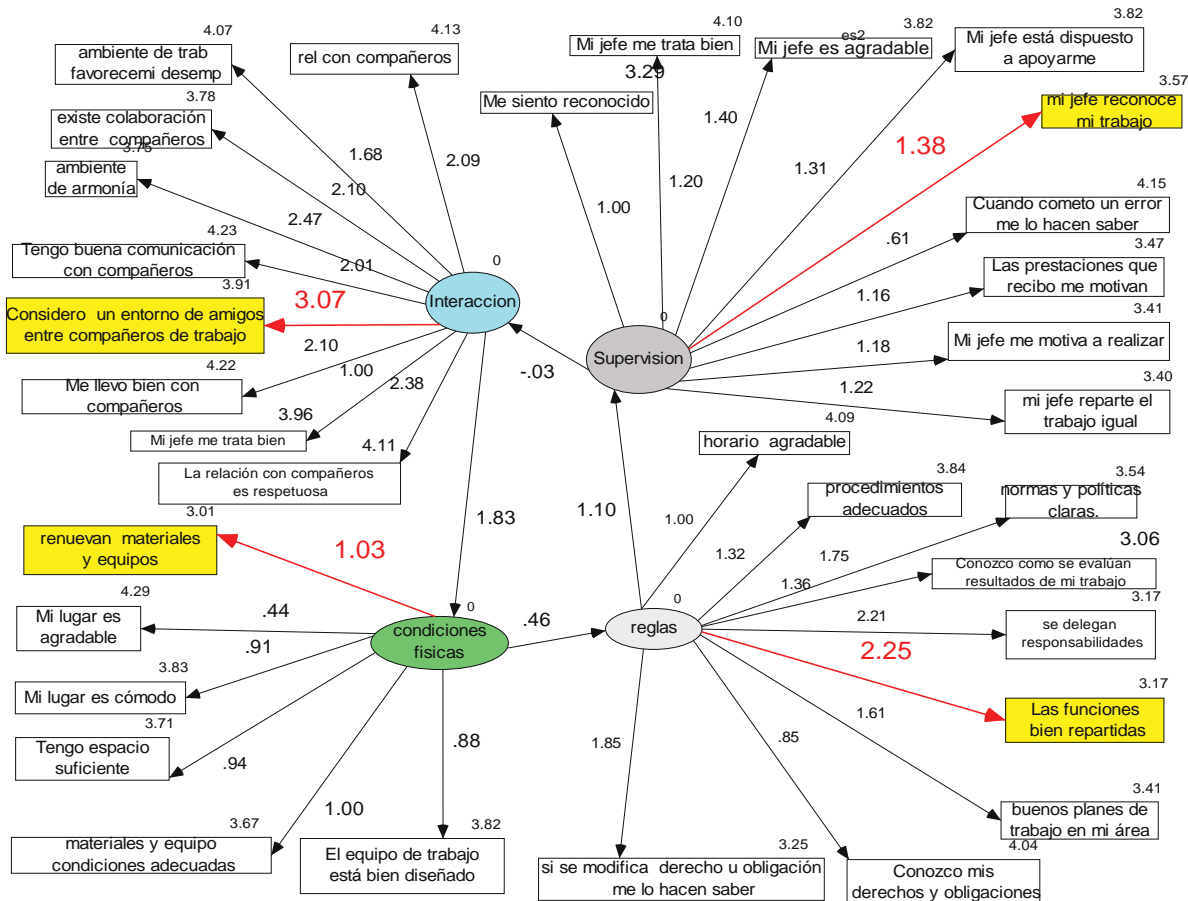 4.07
ambiente de trab
favorecemi desemp
4.13
rel con compañeros
4.10
Mi jefe me trata bien
3.82
es2
Mi jefe es agradable
3.82
Mi jefe está dispuesto
a apoyarme
3.29
Me siento reconocido
3.57
mi jefe reconoce
mi trabajo
3.78
existe colaboración
entre compañeros
3.75
ambiente
de armonía
1.68
2.09
2.10
2.47
2.01
1.00
1.20
1.40
1.31
1.38
4.15
Cuando cometo un error
me lo hacen saber
.61
4.23
Tengo buena comunicación
con compañeros
0
Interaccion
3.47
Las prestaciones que
recibo me motivan
1.16
3.91
Considero un entorno de amigos
entre compañeros de trabajo
3.07
0
Supervision
3.41
Mi jefe me motiva a realizar
1.18
-.03
4.22
Me llevo bien con
compañeros
2.10
1.00
2.38
1.22
3.40
mi jefe reparte el
trabajo igual
3.96
Mi jefe me trata bien
4.11
La relación con compañeros
es respetuosa
4.09
horario agradable
3.84
procedimientos
adecuados
3.54
normas y políticas
claras.
1.83
1.10
1.00
1.32
1.75
1.36
3.06
Conozco como se evalúan
resultados de mi trabajo
3.01
renuevan materiales
y equipos
1.03
4.29
Mi lugar es
agradable
.44
.91
0
condiciones
fisicas
.46
0
reglas
2.21
3.17
se delegan
responsabilidades
2.25
3.83
Mi lugar es cómodo
3.17
Las funciones
bien repartidas
3.71
Tengo espacio
suficiente
.94
.88
1.85
.85
1.61
1.00
3.41
buenos planes de
trabajo en mi área
3.67
materiales y equipo
condiciones adecuadas
3.82
El equipo de trabajo
está bien diseñado
3.25
si se modifica derecho u obligación
me lo hacen saber
4.04
Conozco mis
derechos y obligaciones